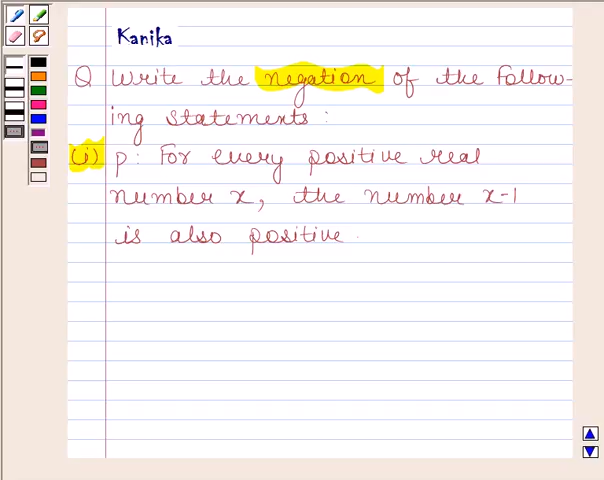 Kanika
Q Write the negation of the follow-
ing statements :
(i) p : For every positive real
number x, the number x-1
is also positive.